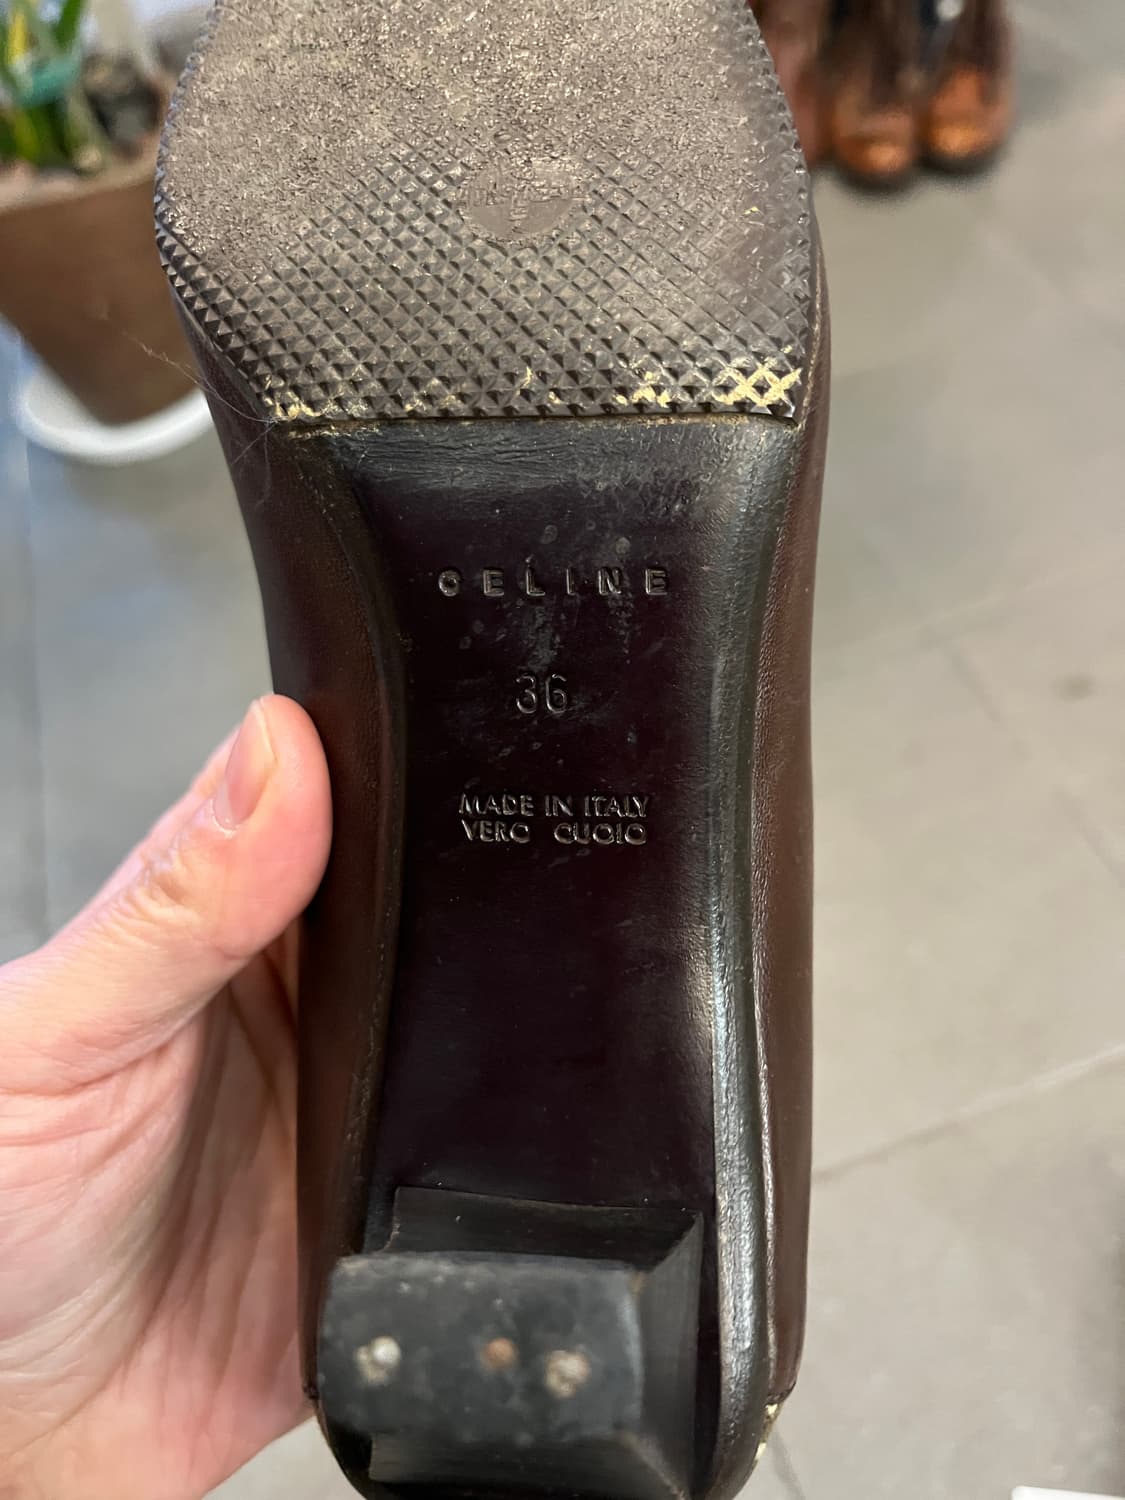 CELINE
36
MADE IN ITALY
VERO CUOIO